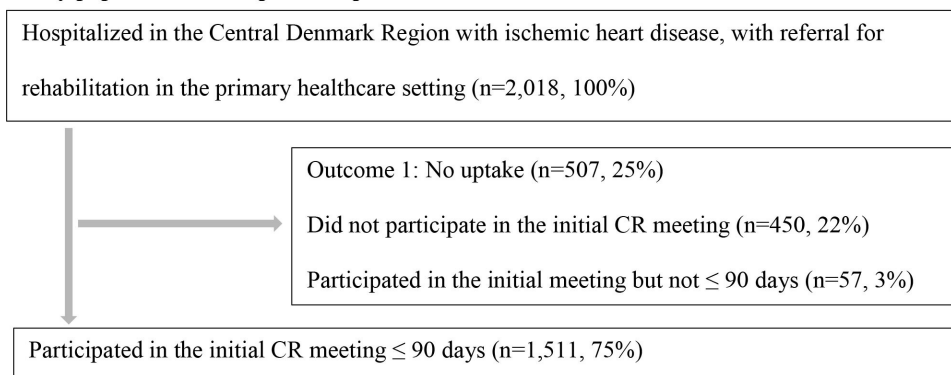 Hospitalized in the Central Denmark Region with ischemic heart disease, with referral for
rehabilitation in the primary healthcare setting (n=2,018, 100%)
Outcome 1: No uptake (n=507, 25%)
Did not participate in the initial CR meeting (n=450, 22%)
Participated in the initial meeting but not ≤ 90 days (n=57, 3%)
Participated in the initial CR meeting ≤ 90 days (n=1,511, 75%)